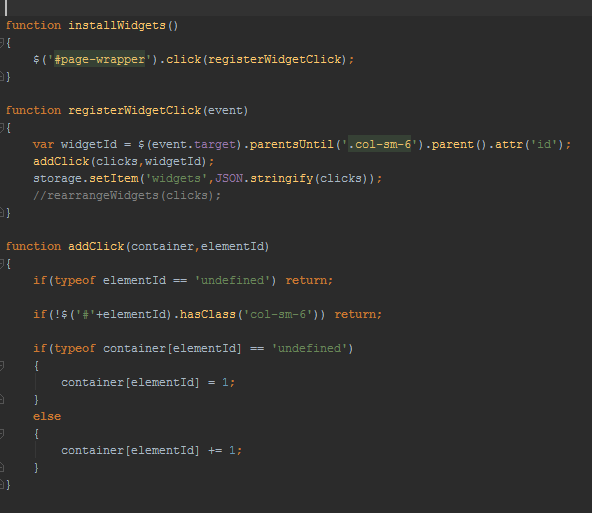 function installWidgets()
{
    $('#page-wrapper').click(registerWidgetClick);
}

function registerWidgetClick(event)
{
    var widgetId = $(event.target).parentsUntil('.col-sm-6').parent().attr('id');
    addClick(clicks,widgetId);
    storage.setItem('widgets',JSON.stringify(clicks));
    //rearrangeWidgets(clicks);
}

function addClick(container,elementId)
{
    if(typeof elementId == 'undefined') return;

    if(!$('#'+elementId).hasClass('col-sm-6')) return;

    if(typeof container[elementId] == 'undefined')
    {
        container[elementId] = 1;
    }
    else
    {
        container[elementId] += 1;
    }
}